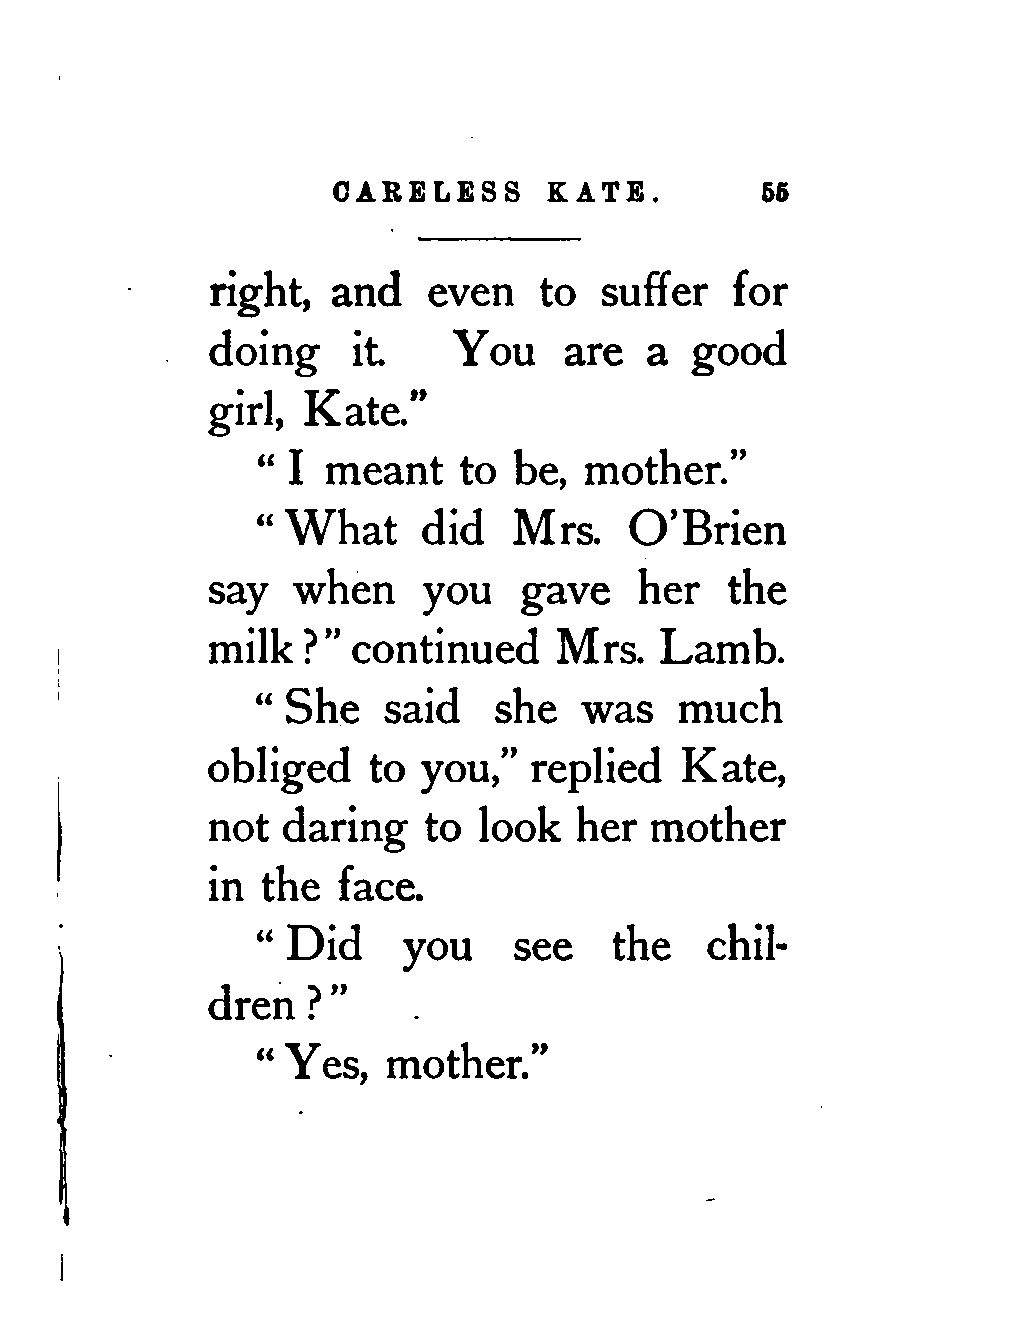 CARELESS KATE. 55
right, and even to suffer for
doing it. You are a good
girl, Kate."
"I meant to be, mother."
"What did Mrs. O'Brien
say when you gave her the
milk?" continued Mrs. Lamb.
"She said she was much
obliged to you," replied Kate,
not daring to look her mother
in the face.
"Did you see the chil-
dren?"
"Yes, mother."